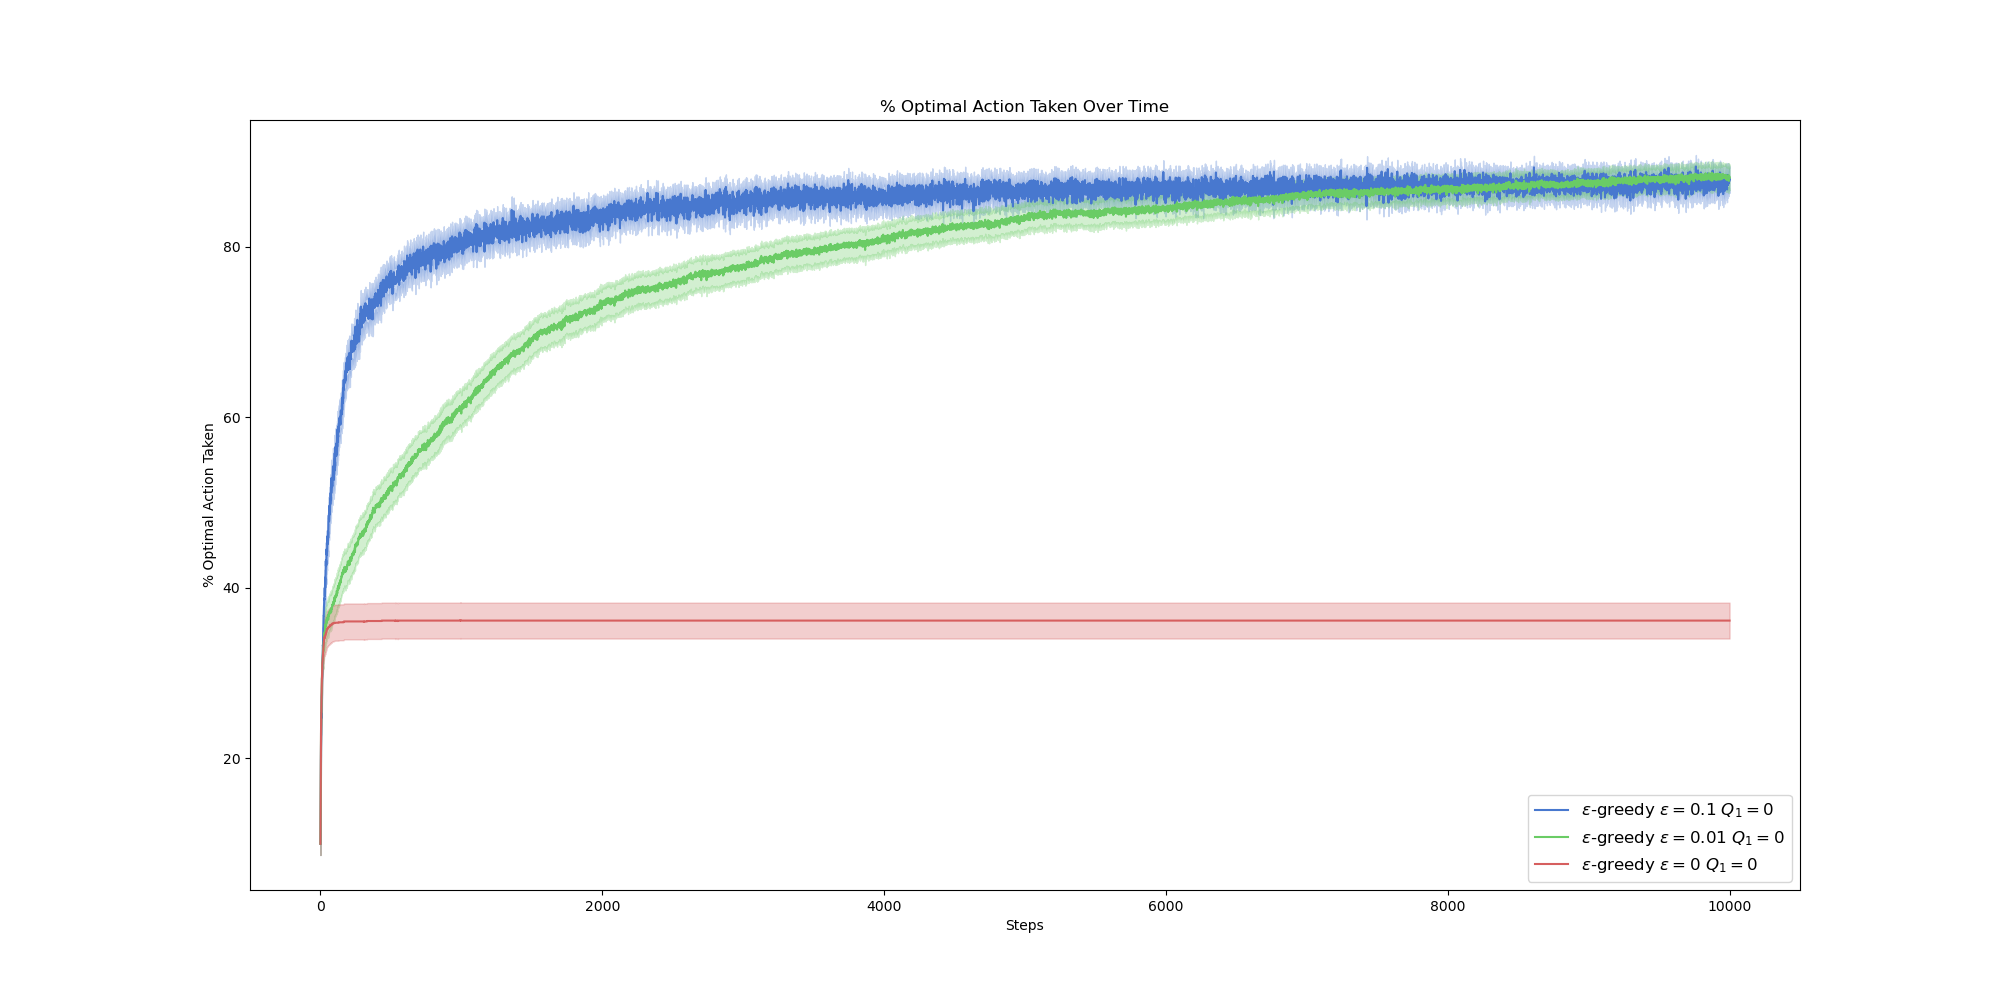 % Optimal Action Taken Over Time
% Optimal Action Taken
80
60
40
20
0 2000 4000 6000 8000 10000
Steps
ε-greedy ε = 0.1 Q₁ = 0
ε-greedy ε = 0.01 Q₁ = 0
ε-greedy ε = 0 Q₁ = 0